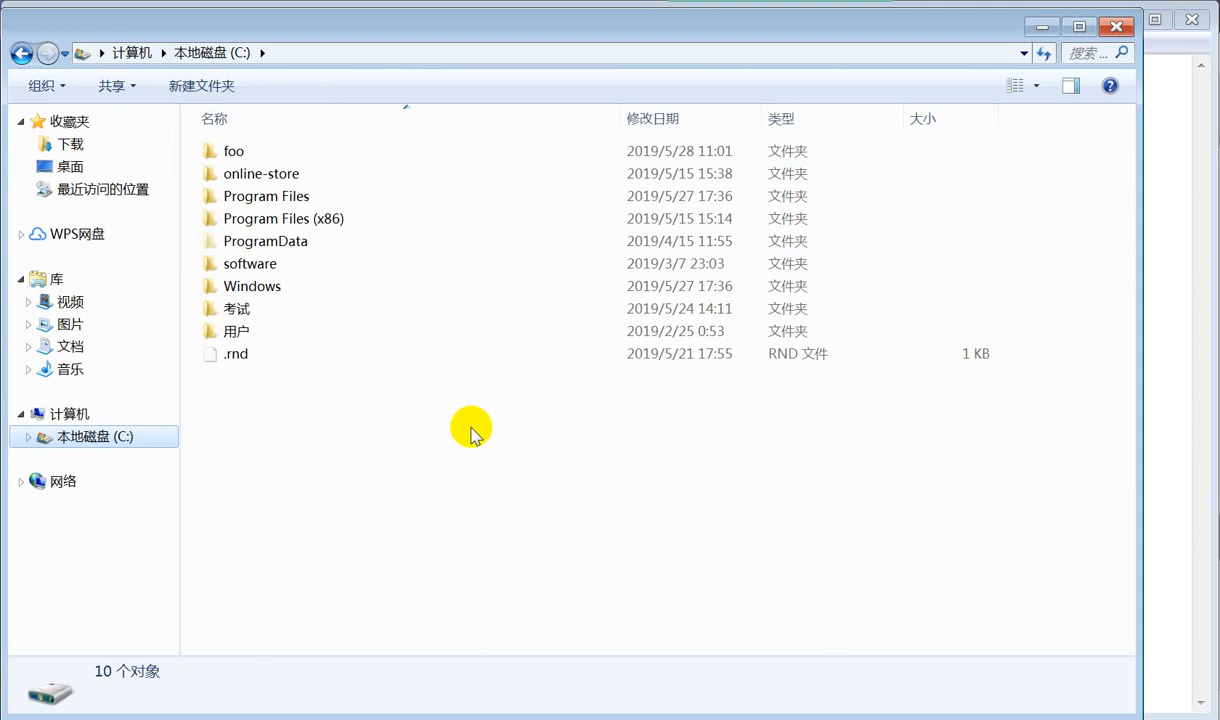 计算机 本地磁盘 (C:) 搜索 ...
组织 共享 新建文件夹
名称 修改日期 类型 大小
收藏夹
下载
桌面
最近访问的位置
WPS网盘
库
视频
图片
文档
音乐
计算机
本地磁盘 (C:)
网络
foo 2019/5/28 11:01 文件夹
online-store 2019/5/15 15:38 文件夹
Program Files 2019/5/27 17:36 文件夹
Program Files (x86) 2019/5/15 15:14 文件夹
ProgramData 2019/4/15 11:55 文件夹
software 2019/3/7 23:03 文件夹
Windows 2019/5/27 17:36 文件夹
考试 2019/5/24 14:11 文件夹
用户 2019/2/25 0:53 文件夹
.rnd 2019/5/21 17:55 RND 文件 1 KB
10 个对象